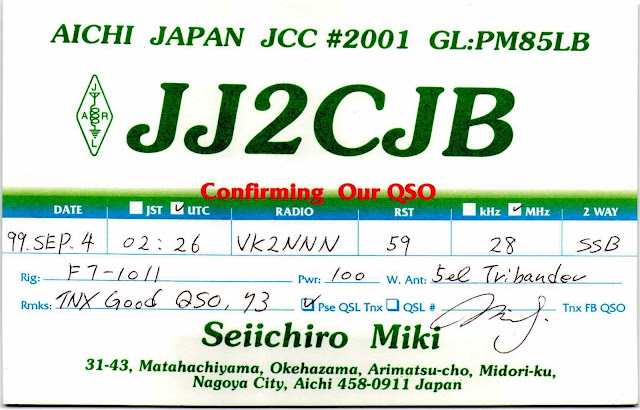 AICHI JAPAN JCC #2001 GL:PM85LB
J
A R
L
JJ2CJB
Confirming Our QSO
DATE JST UTC RADIO RST kHz MHz 2 WAY
99. SEP. 4 02:26 VK2NNN 59 28 SSB
Rig: FT-1011 Pwr: 100 W. Ant: 5el Tribander
Rmks: TNX Good QSO, 73 Pse QSL Tnx QSL # Tnx FB QSO
Seiichiro Miki
31-43, Matahachiyama, Okehazama, Arimatsu-cho, Midori-ku,
Nagoya City, Aichi 458-0911 Japan